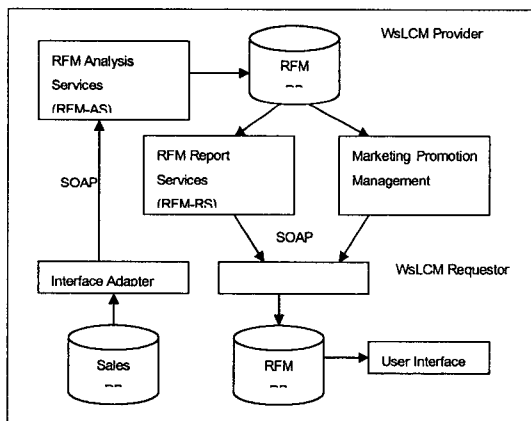 WsLCM Provider
RFM Analysis
Services
(RFM-AS)
RFM
SOAP
RFM Report
Services
(RFM-RS)
Marketing Promotion
Management
SOAP
WsLCM Requestor
Interface Adapter
Sales
RFM
User Interface